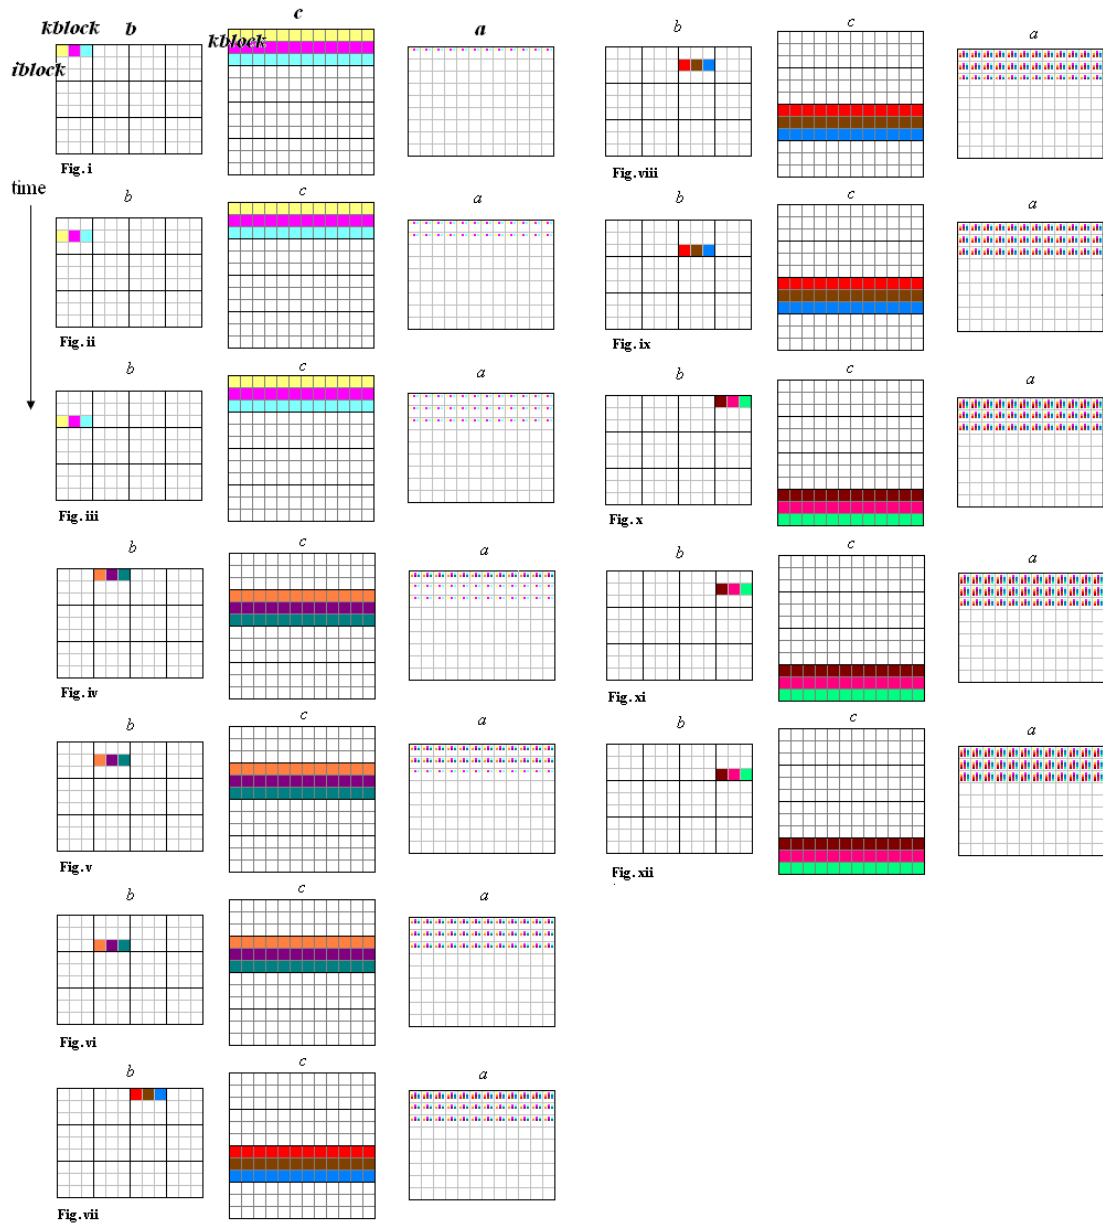 kblock b c a
iblock kblock
Fig.i
time
b c a
Fig.ii
b c a
Fig.iii
b c a
Fig.iv
b c a
Fig.v
b c a
Fig.vi
b c a
Fig.vii
b c a
Fig.viii
b c a
Fig.ix
b c a
Fig.x
b c a
Fig.xi
b c a
Fig.xii